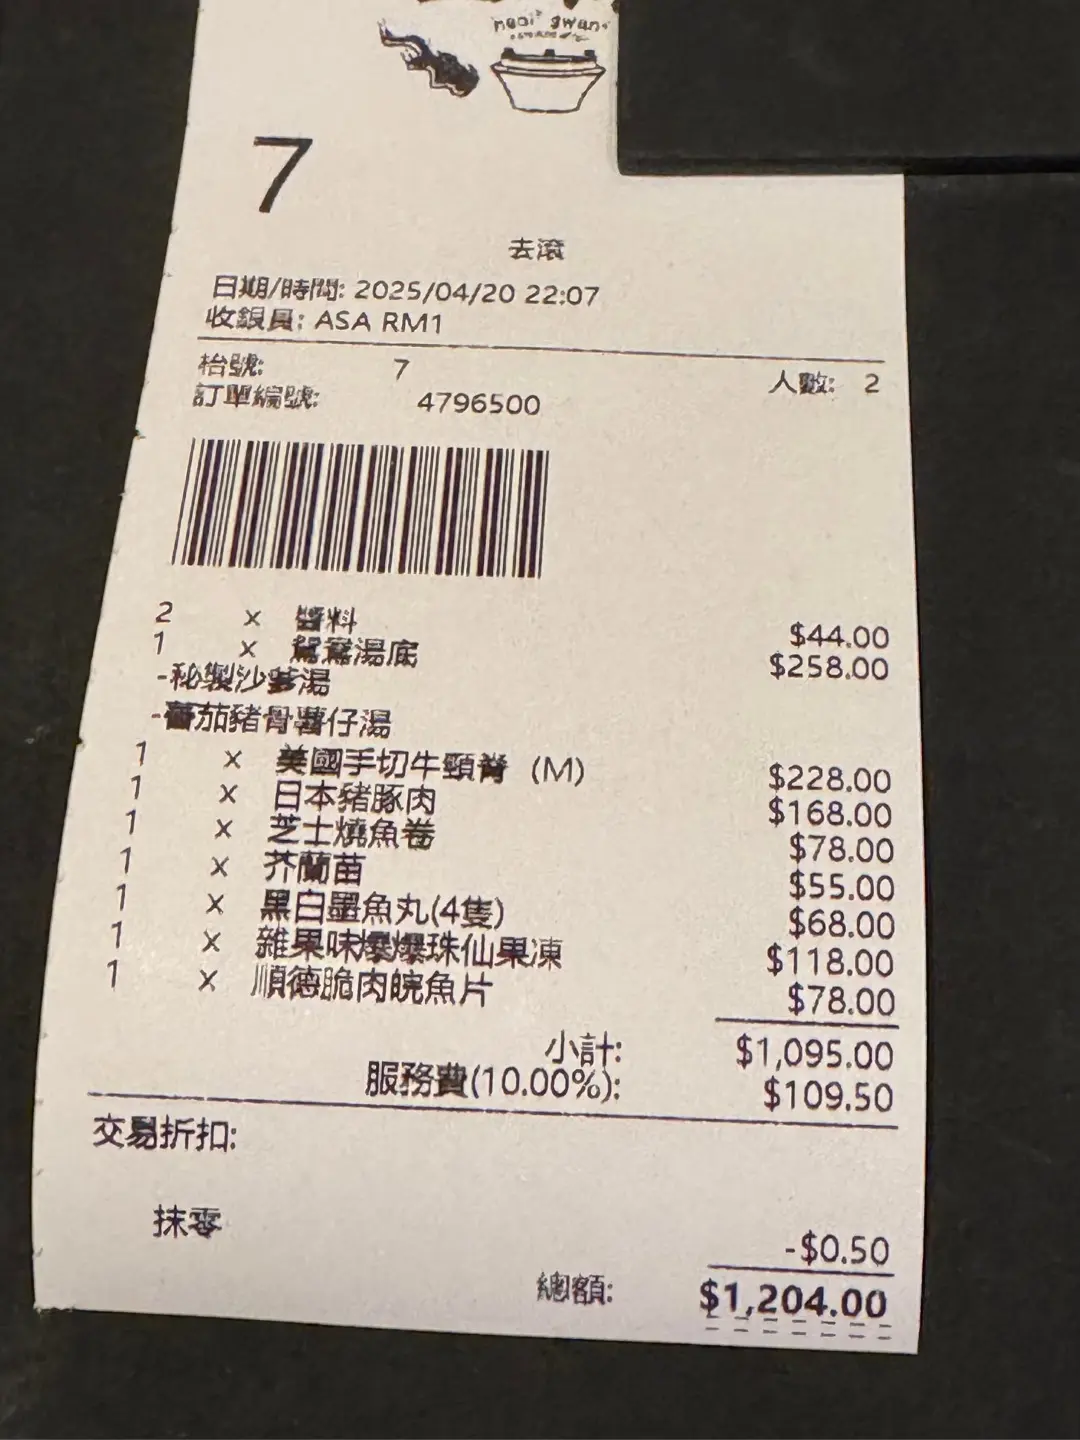 7
去滾
日期/時間: 2025/04/20 22:07
收銀員: ASA RM1
枱號: 7 人數: 2
訂單編號: 4796500
2 x 醬料 $44.00
1 x 鴛鴦湯底 $258.00
-秘製沙爹湯
-蕃茄豬骨薯仔湯
1 x 美國手切牛頸脊 (M) $228.00
1 x 日本豬豚肉 $168.00
1 x 芝士燒魚卷 $78.00
1 x 芥蘭苗 $55.00
1 x 黑白墨魚丸(4隻) $68.00
1 x 雜果味爆爆珠仙果凍 $118.00
1 x 順德脆肉皖魚片 $78.00
小計: $1,095.00
服務費(10.00%): $109.50
交易折扣:
抹零 -$0.50
總額: $1,204.00